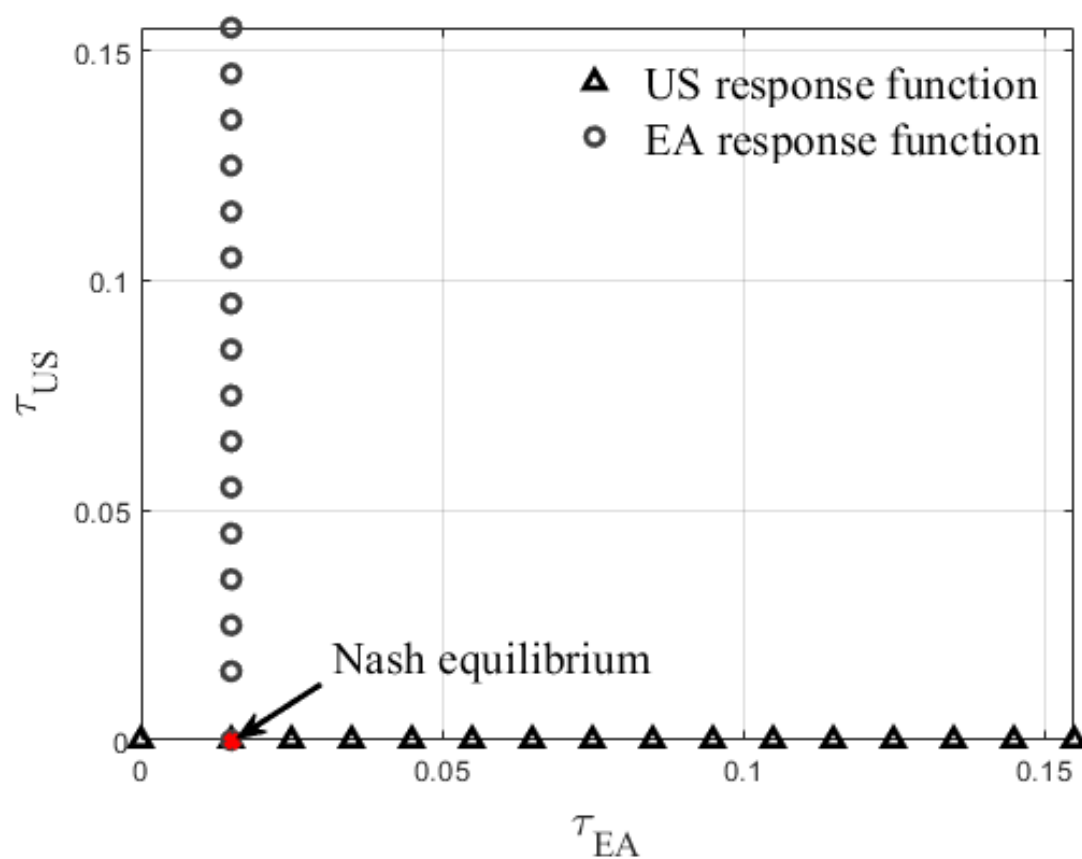 0.15
US response function
EA response function
0.1
τUS
0.05
Nash equilibrium
0
0
0.05
0.1
0.15
τEA